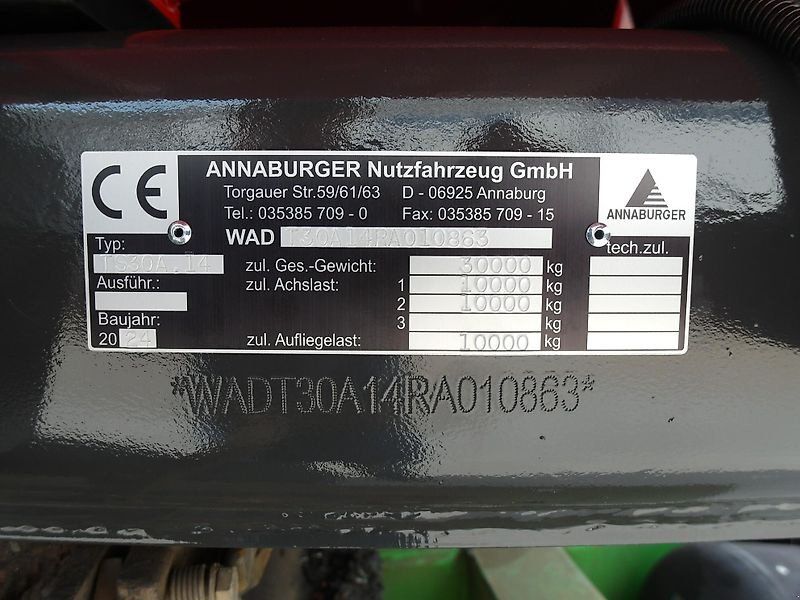 CE
ANNABURGER Nutzfahrzeug GmbH
Torgauer Str.59/61/63 D - 06925 Annaburg
Tel.: 035385 709 - 0 Fax: 035385 709 - 15
ANNABURGER
WAD T30A14RA010863
Typ: tech.zul.
TS30A.14 zul. Ges.-Gewicht: 30000 kg
Ausführ.: zul. Achslast: 1 10000 kg
2 10000 kg
Baujahr: 3 kg
20 24 zul. Aufliegelast: 10000 kg
*WADT30A14RA010863*